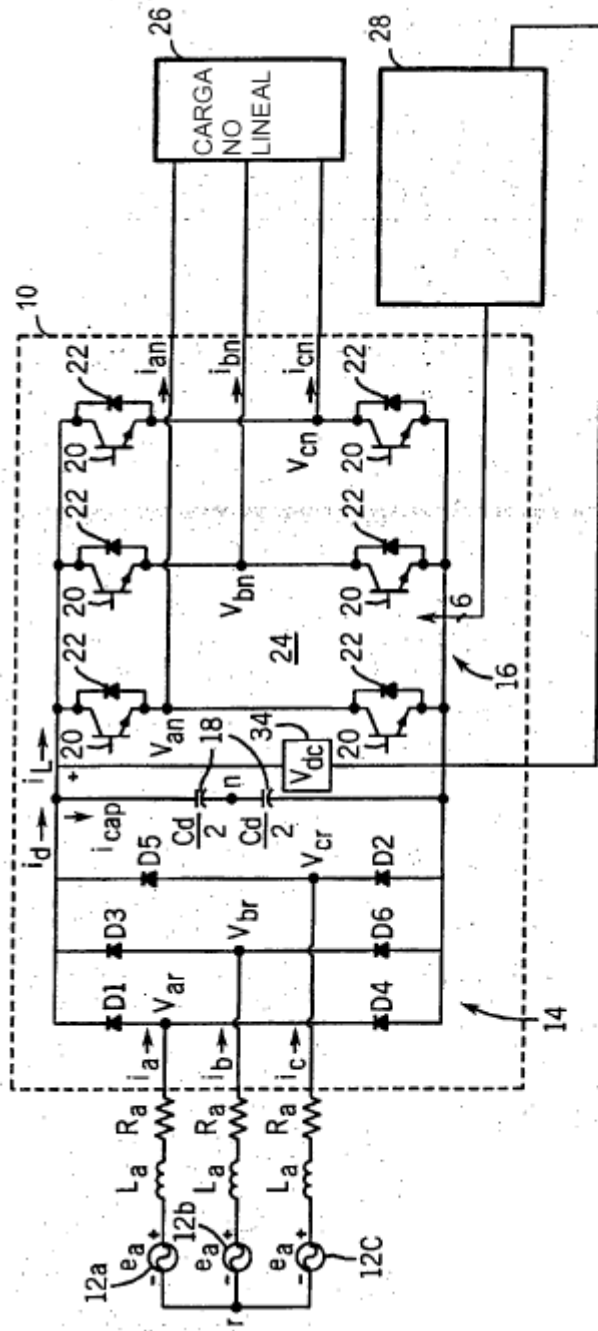 10
26
CARGA
NO
LINEAL
28
i_d
i_L
+
i_cap
20
22
20
22
20
22
i_an
i_bn
i_cn
D1
D3
D5
C_d/2
18
n
C_d/2
34
V_dc
V_an
V_bn
V_cn
24
V_ar
V_br
V_cr
i_a
i_b
i_c
L_a
R_a
L_a
R_a
L_a
R_a
- e_a +
12a
- e_a +
12b
- e_a +
12C
r
D4
D6
D2
20
22
20
22
20
22
6
14
16